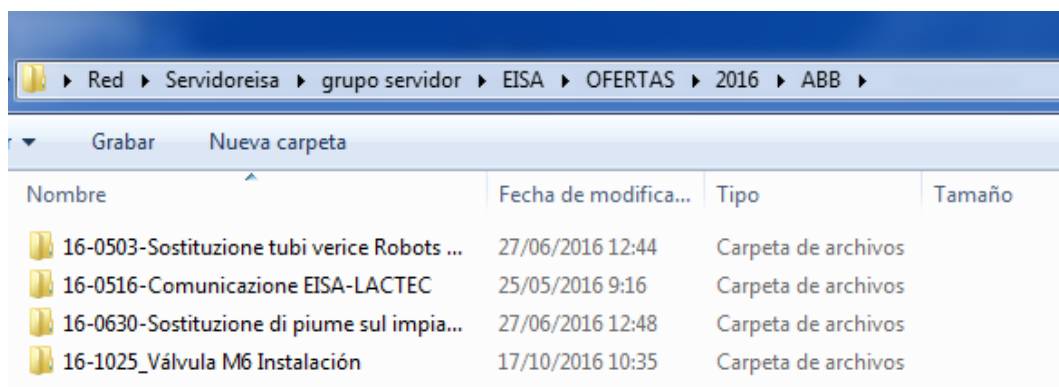 Red ▸ Servidoreisa ▸ grupo servidor ▸ EISA ▸ OFERTAS ▸ 2016 ▸ ABB ▸
Grabar Nueva carpeta
Nombre Fecha de modifica... Tipo Tamaño
16-0503-Sostituzione tubi verice Robots ... 27/06/2016 12:44 Carpeta de archivos
16-0516-Comunicazione EISA-LACTEC 25/05/2016 9:16 Carpeta de archivos
16-0630-Sostituzione di piume sul impia... 27/06/2016 12:48 Carpeta de archivos
16-1025_Válvula M6 Instalación 17/10/2016 10:35 Carpeta de archivos